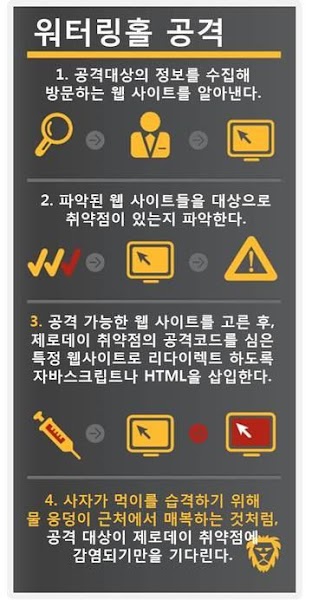 워터링홀 공격
1. 공격대상의 정보를 수집해
방문하는 웹 사이트를 알아낸다.
2. 파악된 웹 사이트들을 대상으로
취약점이 있는지 파악한다.
3. 공격 가능한 웹 사이트를 고른 후,
제로데이 취약점의 공격코드를 심은
특정 웹사이트로 리다이렉트 하도록
자바스크립트나 HTML을 삽입한다.
4. 사자가 먹이를 습격하기 위해
물 웅덩이 근처에서 매복하는 것처럼,
공격 대상이 제로데이 취약점에
감염되기만을 기다린다.